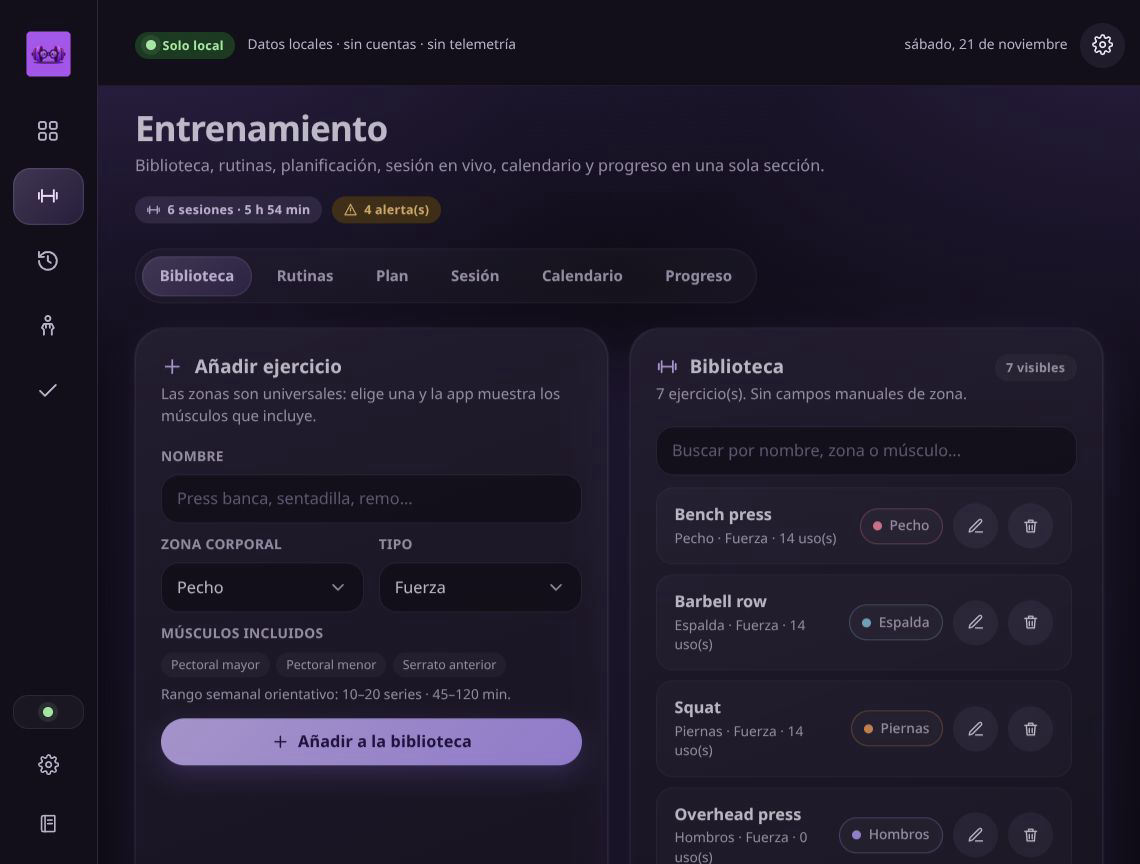 Solo local
Datos locales · sin cuentas · sin telemetría
sábado, 21 de noviembre
Entrenamiento
Biblioteca, rutinas, planificación, sesión en vivo, calendario y progreso en una sola sección.
6 sesiones · 5 h 54 min
4 alerta(s)
Biblioteca
Rutinas
Plan
Sesión
Calendario
Progreso
Añadir ejercicio
Las zonas son universales: elige una y la app muestra los
músculos que incluye.
NOMBRE
Press banca, sentadilla, remo...
ZONA CORPORAL
TIPO
Pecho
Fuerza
MÚSCULOS INCLUIDOS
Pectoral mayor
Pectoral menor
Serrato anterior
Rango semanal orientativo: 10–20 series · 45–120 min.
Añadir a la biblioteca
Biblioteca
7 visibles
7 ejercicio(s). Sin campos manuales de zona.
Buscar por nombre, zona o músculo...
Bench press
Pecho · Fuerza · 14 uso(s)
Pecho
Barbell row
Espalda · Fuerza · 14
uso(s)
Espalda
Squat
Piernas · Fuerza · 14
uso(s)
Piernas
Overhead press
Hombros · Fuerza · 0
uso(s)
Hombros